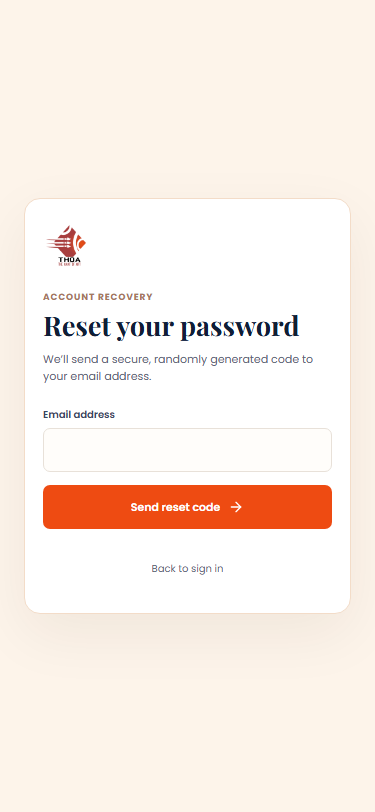 THOA
ACCOUNT RECOVERY
Reset your password
We'll send a secure, randomly generated code to
your email address.
Email address
Send reset code
Back to sign in